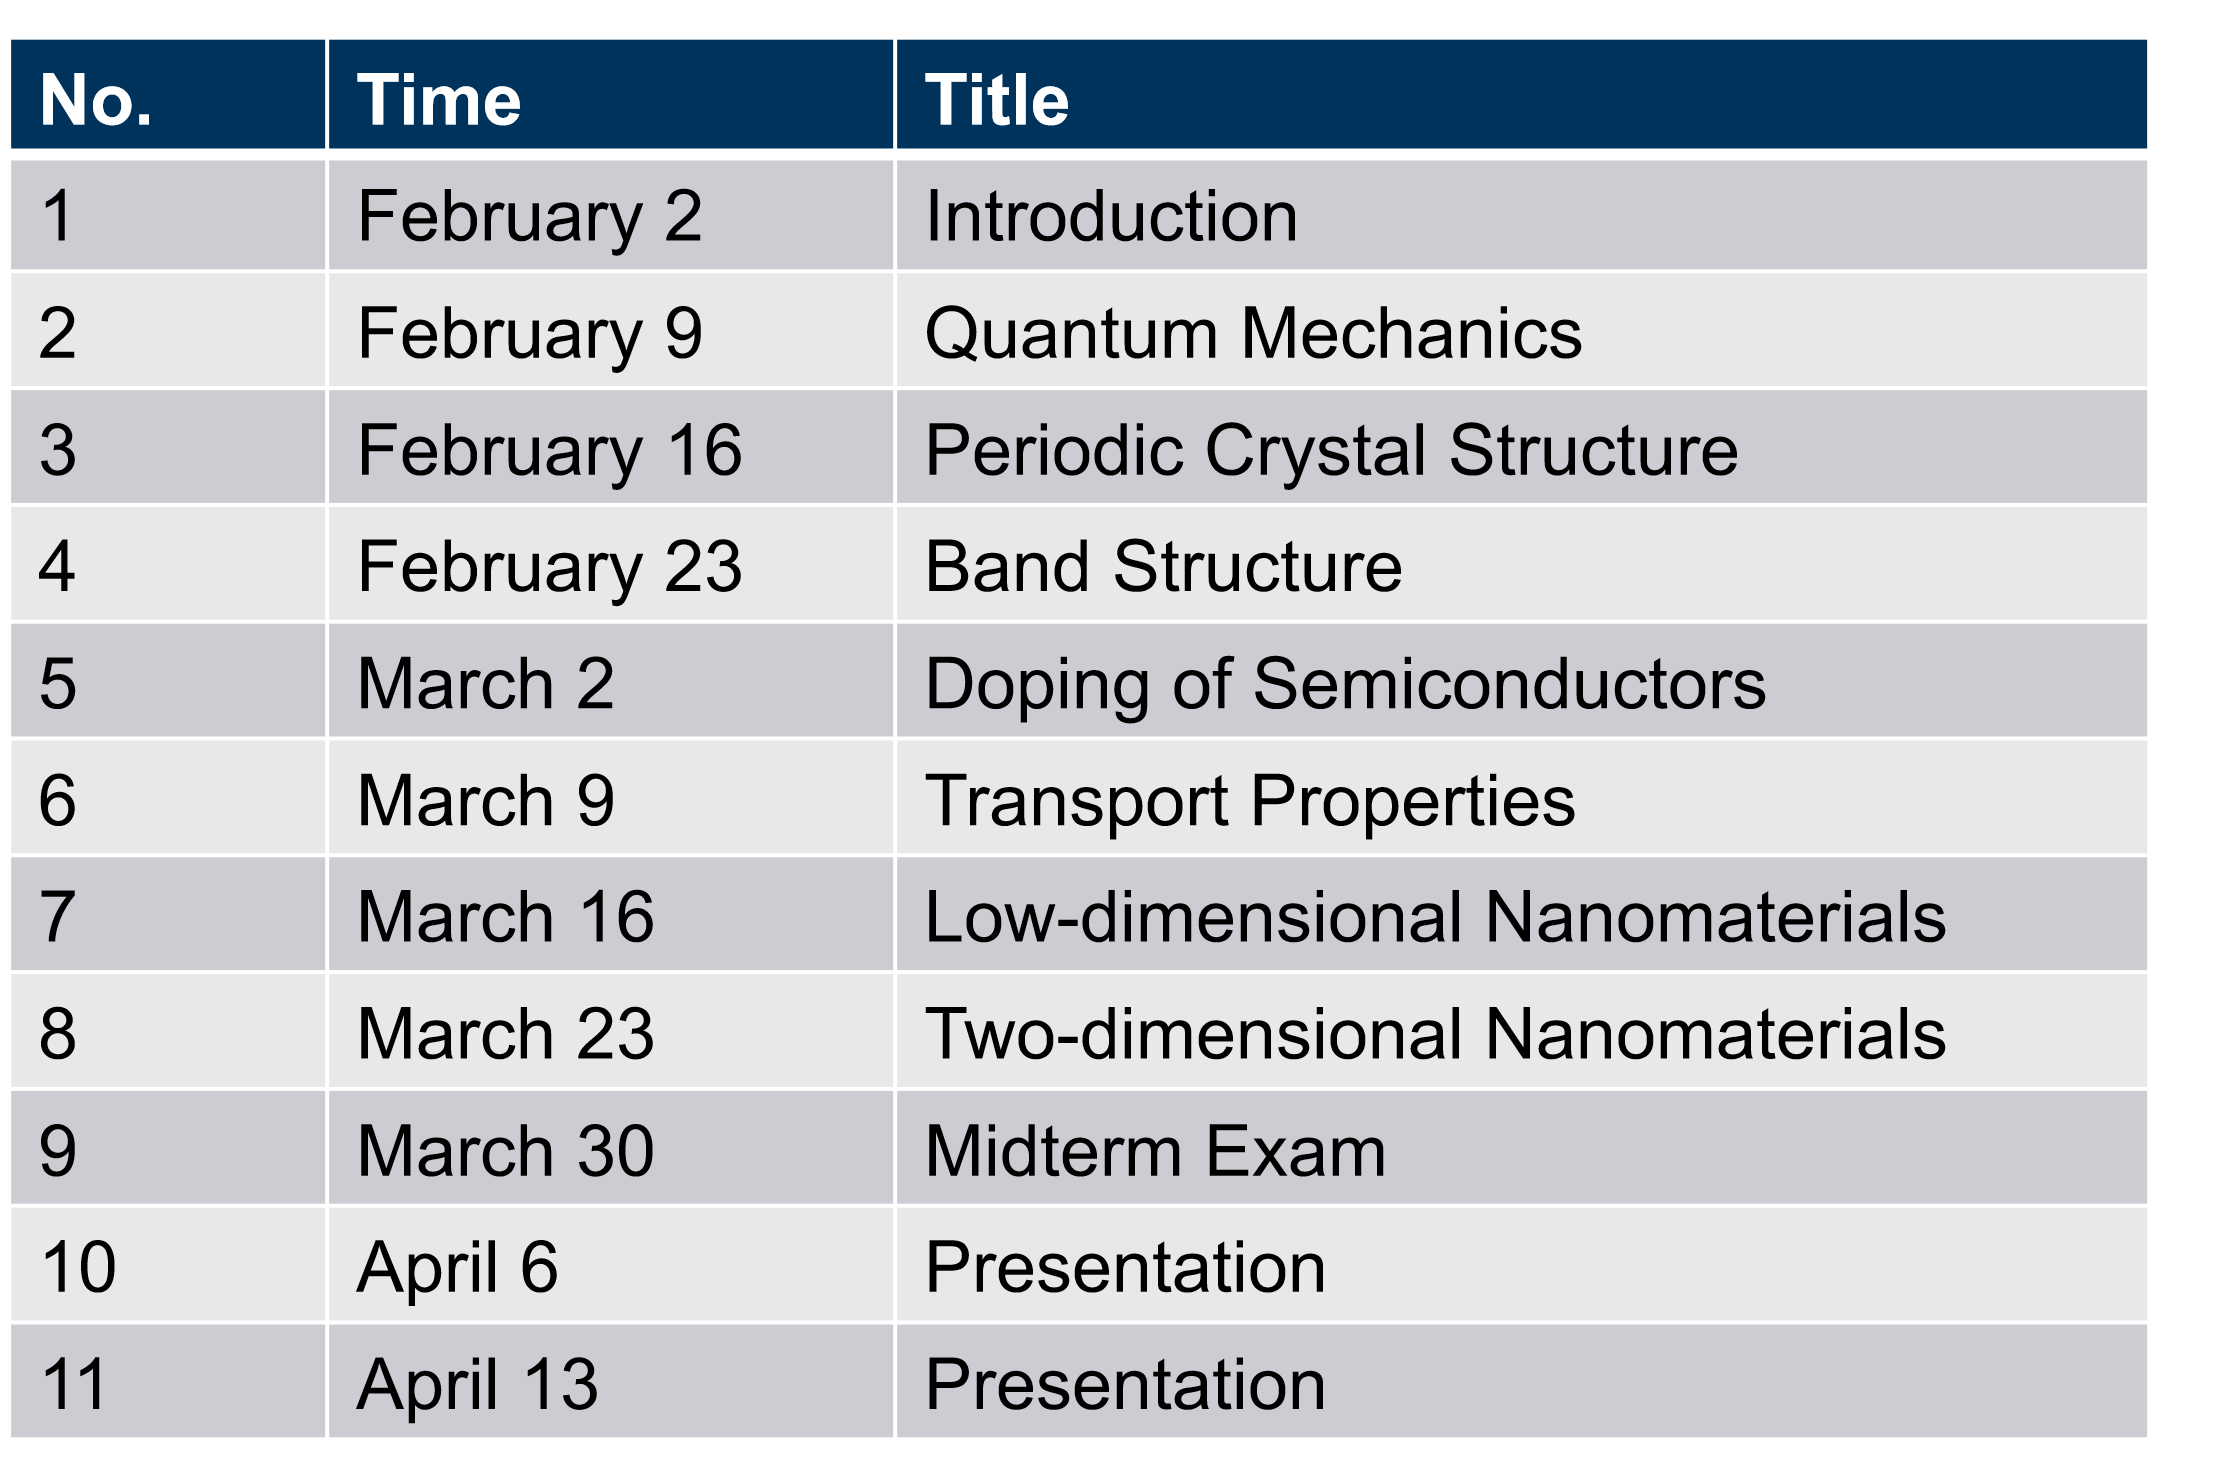 No. Time Title
1 February 2 Introduction
2 February 9 Quantum Mechanics
3 February 16 Periodic Crystal Structure
4 February 23 Band Structure
5 March 2 Doping of Semiconductors
6 March 9 Transport Properties
7 March 16 Low-dimensional Nanomaterials
8 March 23 Two-dimensional Nanomaterials
9 March 30 Midterm Exam
10 April 6 Presentation
11 April 13 Presentation